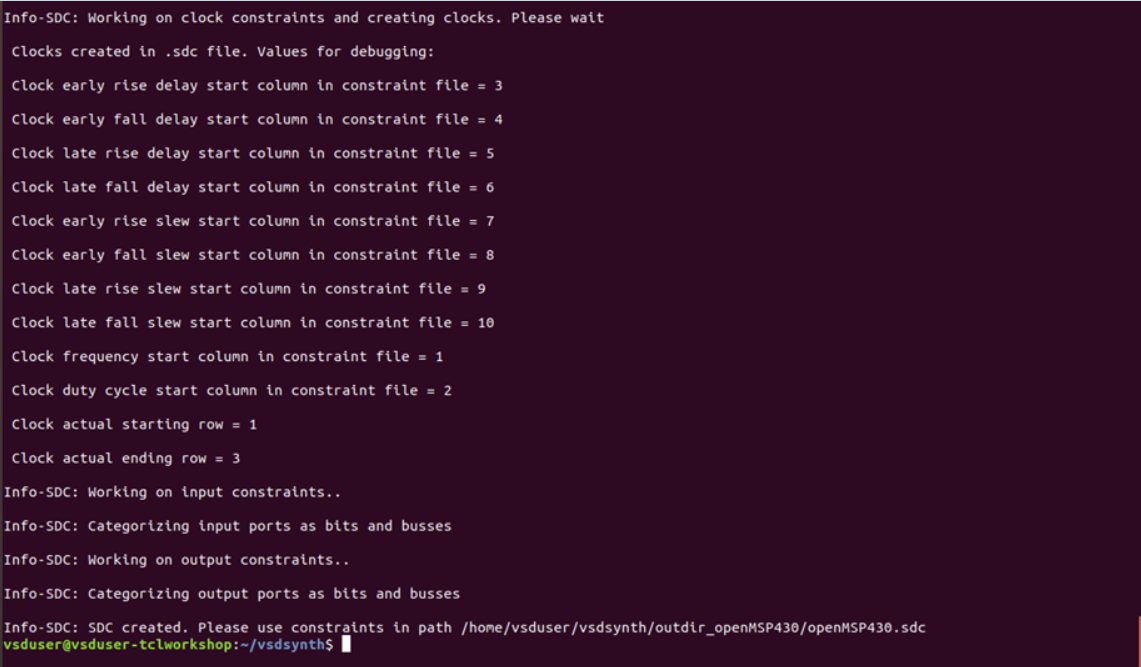 Info-SDC: Working on clock constraints and creating clocks. Please wait
Clocks created in .sdc file. Values for debugging:
Clock early rise delay start column in constraint file = 3
Clock early fall delay start column in constraint file = 4
Clock late rise delay start column in constraint file = 5
Clock late fall delay start column in constraint file = 6
Clock early rise slew start column in constraint file = 7
Clock early fall slew start column in constraint file = 8
Clock late rise slew start column in constraint file = 9
Clock late fall slew start column in constraint file = 10
Clock frequency start column in constraint file = 1
Clock duty cycle start column in constraint file = 2
Clock actual starting row = 1
Clock actual ending row = 3
Info-SDC: Working on input constraints..
Info-SDC: Categorizing input ports as bits and busses
Info-SDC: Working on output constraints..
Info-SDC: Categorizing output ports as bits and busses
Info-SDC: SDC created. Please use constraints in path /home/vsduser/vsdsynth/outdir_openMSP430/openMSP430.sdc
vsduser@vsduser-tclworkshop:~/vsdsynth$